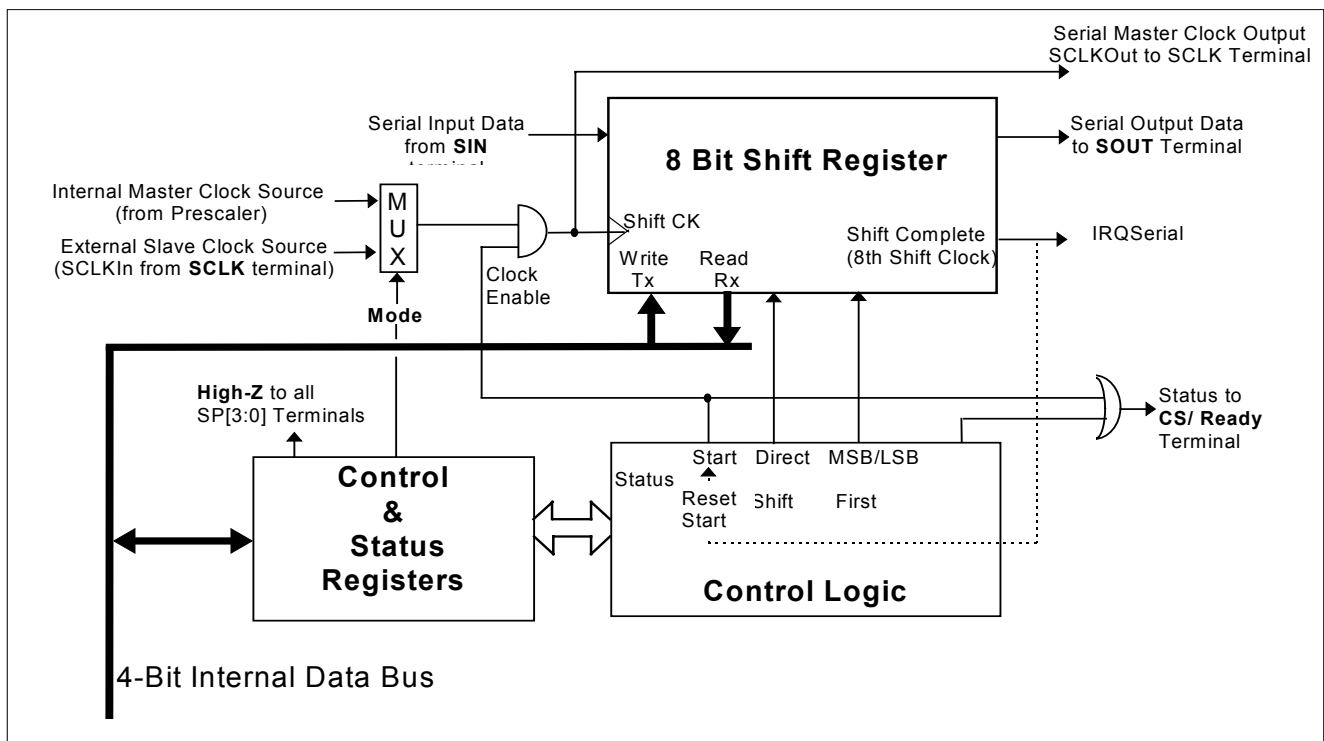 Serial Master Clock Output
SCLKOut to SCLK Terminal
Serial Input Data
from SIN
terminal
8 Bit Shift Register
Serial Output Data
to SOUT Terminal
Internal Master Clock Source
(from Prescaler)
External Slave Clock Source
(SCLKIn from SCLK terminal)
M
U
X
Mode
Clock
Enable
Shift CK
Write
Tx
Read
Rx
Shift Complete
(8th Shift Clock)
IRQSerial
High-Z to all
SP[3:0] Terminals
Status to
CS/ Ready
Terminal
Control
&
Status
Registers
Status
Start
Reset
Start
Direct
Shift
MSB/LSB
First
Control Logic
4-Bit Internal Data Bus